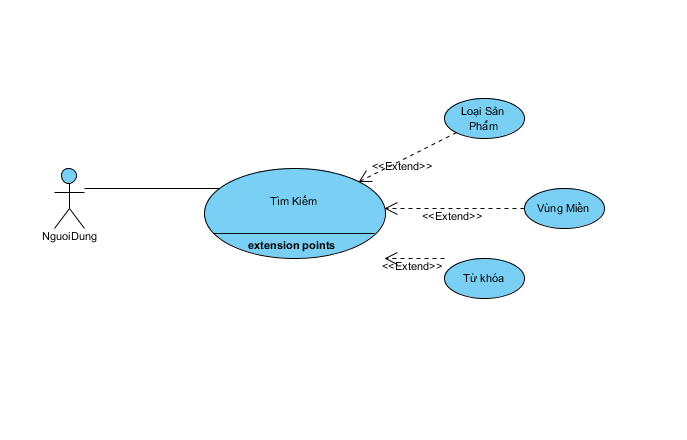 Loại Sản
Phẩm
<<Extend>>
Tìm Kiếm
Vùng Miền
<<Extend>>
NguoiDung
extension points
<<Extend>>
Từ khóa